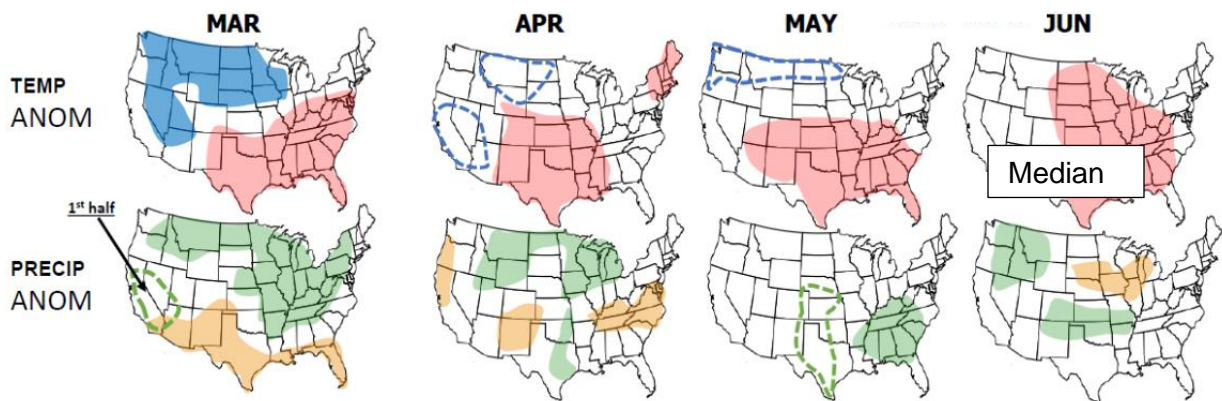 MAR
APR
MAY
JUN
TEMP
ANOM
Median
1st half
PRECIP
ANOM